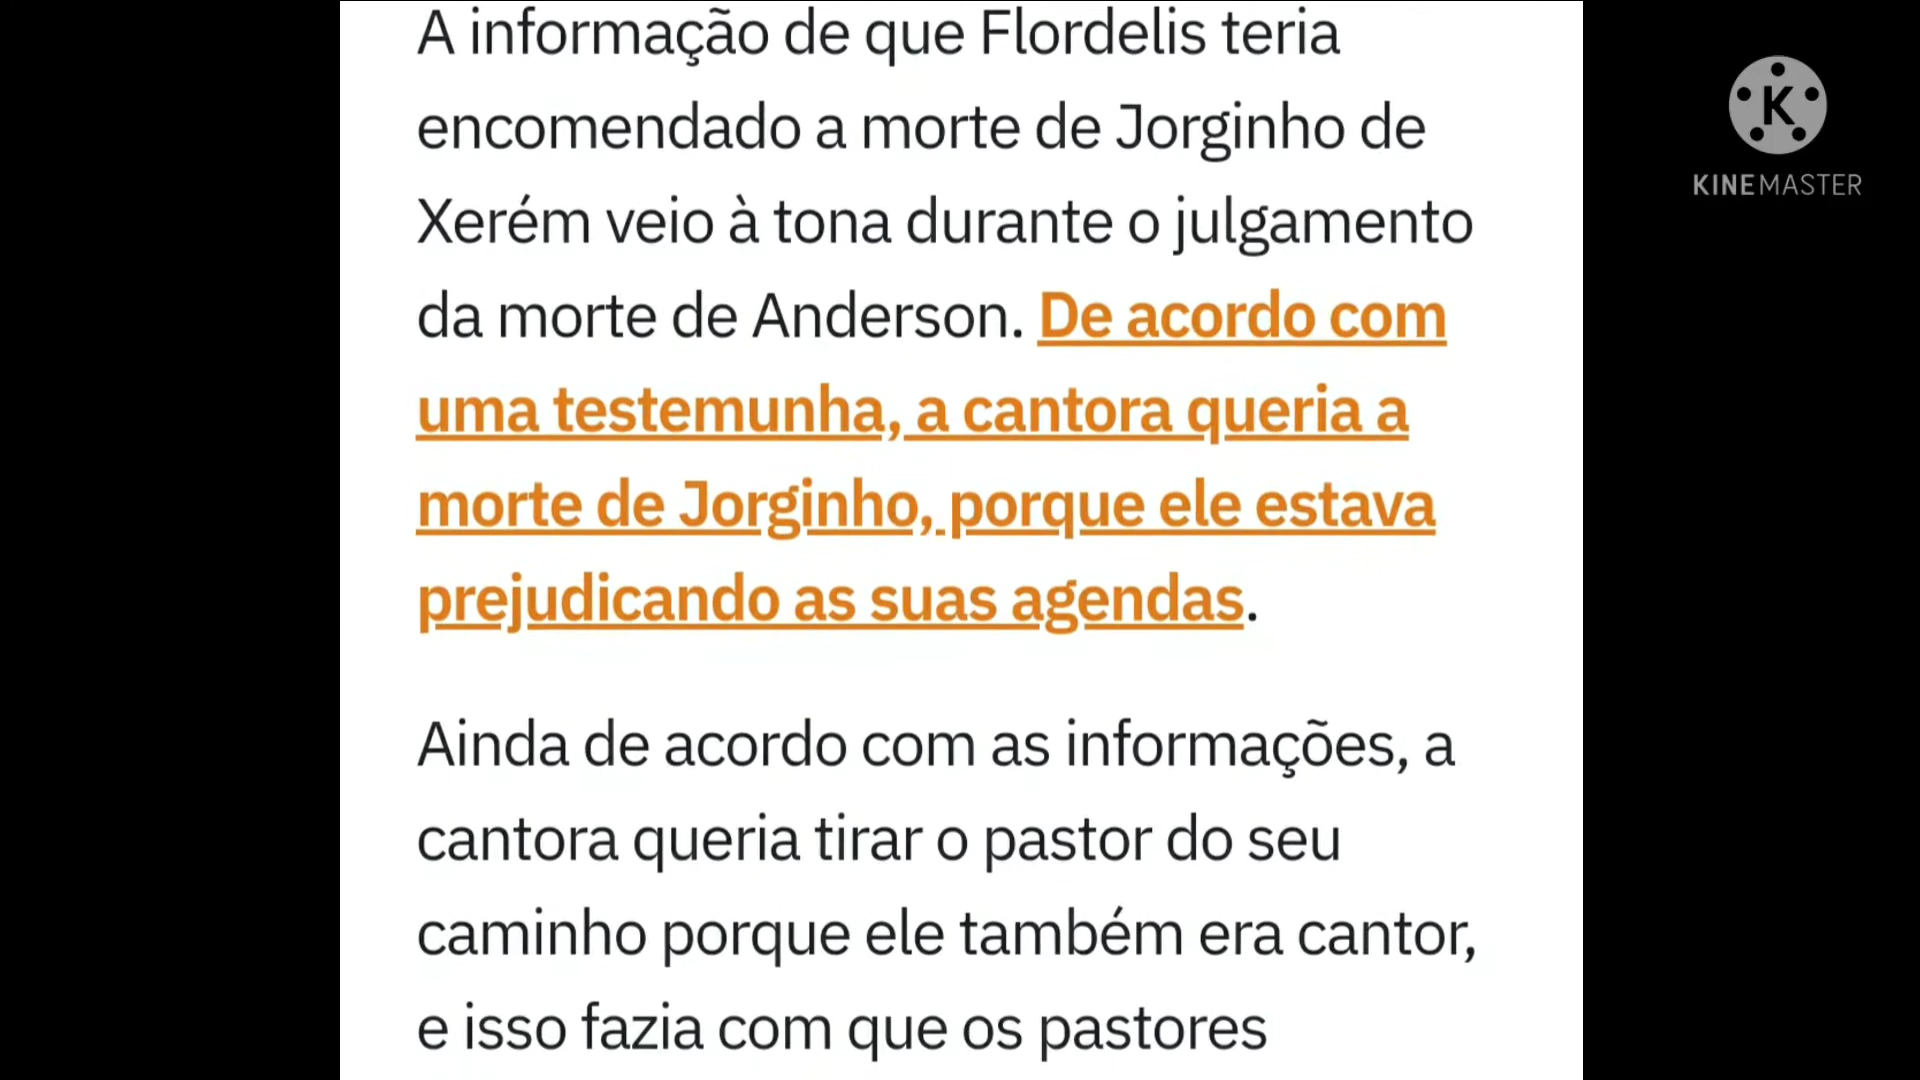 A informação de que Flordelis teria
encomendado a morte de Jorginho de
Xerém veio à tona durante o julgamento
da morte de Anderson. De acordo com
uma testemunha, a cantora queria a
morte de Jorginho, porque ele estava
prejudicando as suas agendas.
Ainda de acordo com as informações, a
cantora queria tirar o pastor do seu
caminho porque ele também era cantor,
e isso fazia com que os pastores
K
KINEMASTER